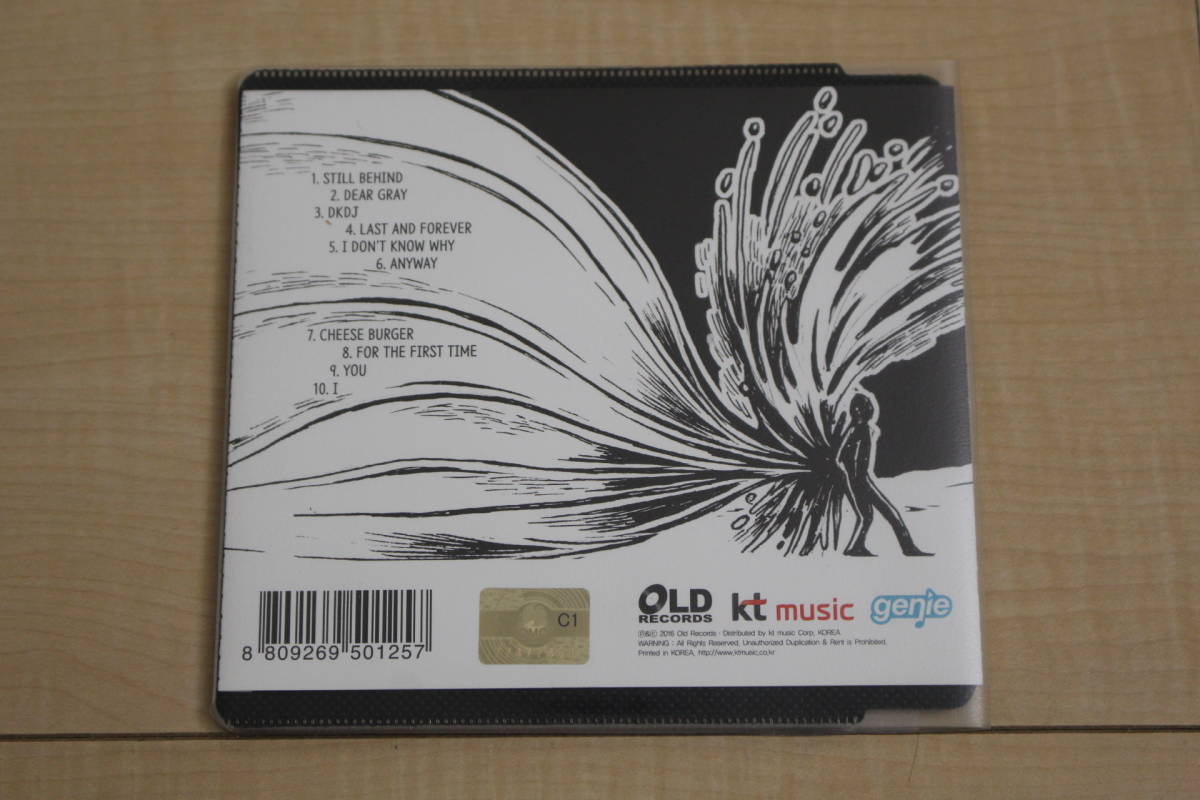 1. STILL BEHIND
2. DEAR GRAY
3. DKDJ
4. LAST AND FOREVER
5. I DON'T KNOW WHY
6. ANYWAY
7. CHEESE BURGER
8. FOR THE FIRST TIME
9. YOU
10. I
8 809269 501257
C1
OLD RECORDS
kt music
genie
℗&© 2016 Old Records · Distributed by kt music Corp, KOREA.
WARNING : All Rights Reserved. Unauthorized Duplication & Rent is Prohibited.
Printed in KOREA, http://www.ktmusic.co.kr